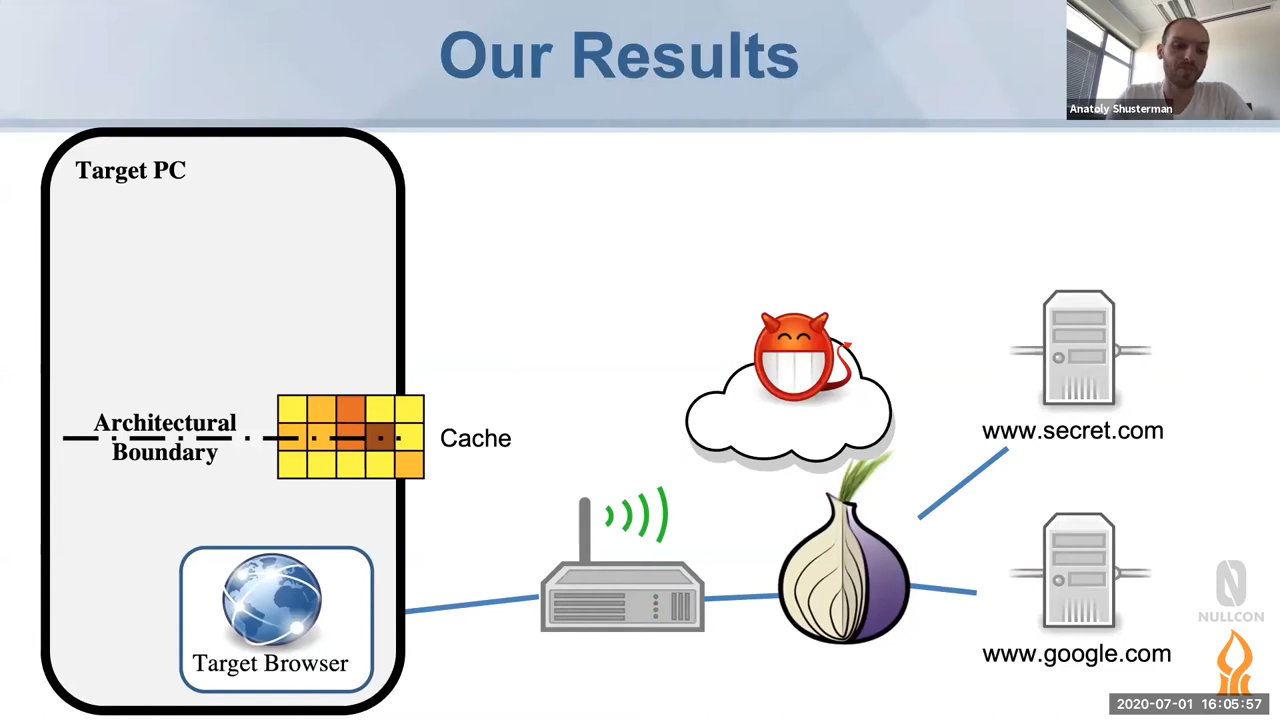 Our Results
Anatoly Shusterman
Target PC
Architectural
Boundary
Cache
www.secret.com
Target Browser
www.google.com
NULLCON
2020-07-01 16:05:57